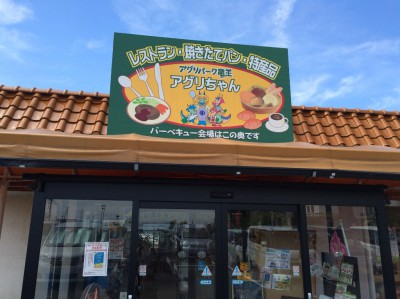 レストラン・焼きたてパン・特産品
アグリパーク竜王
アグリちゃん
バーベキュー会場はこの奥です